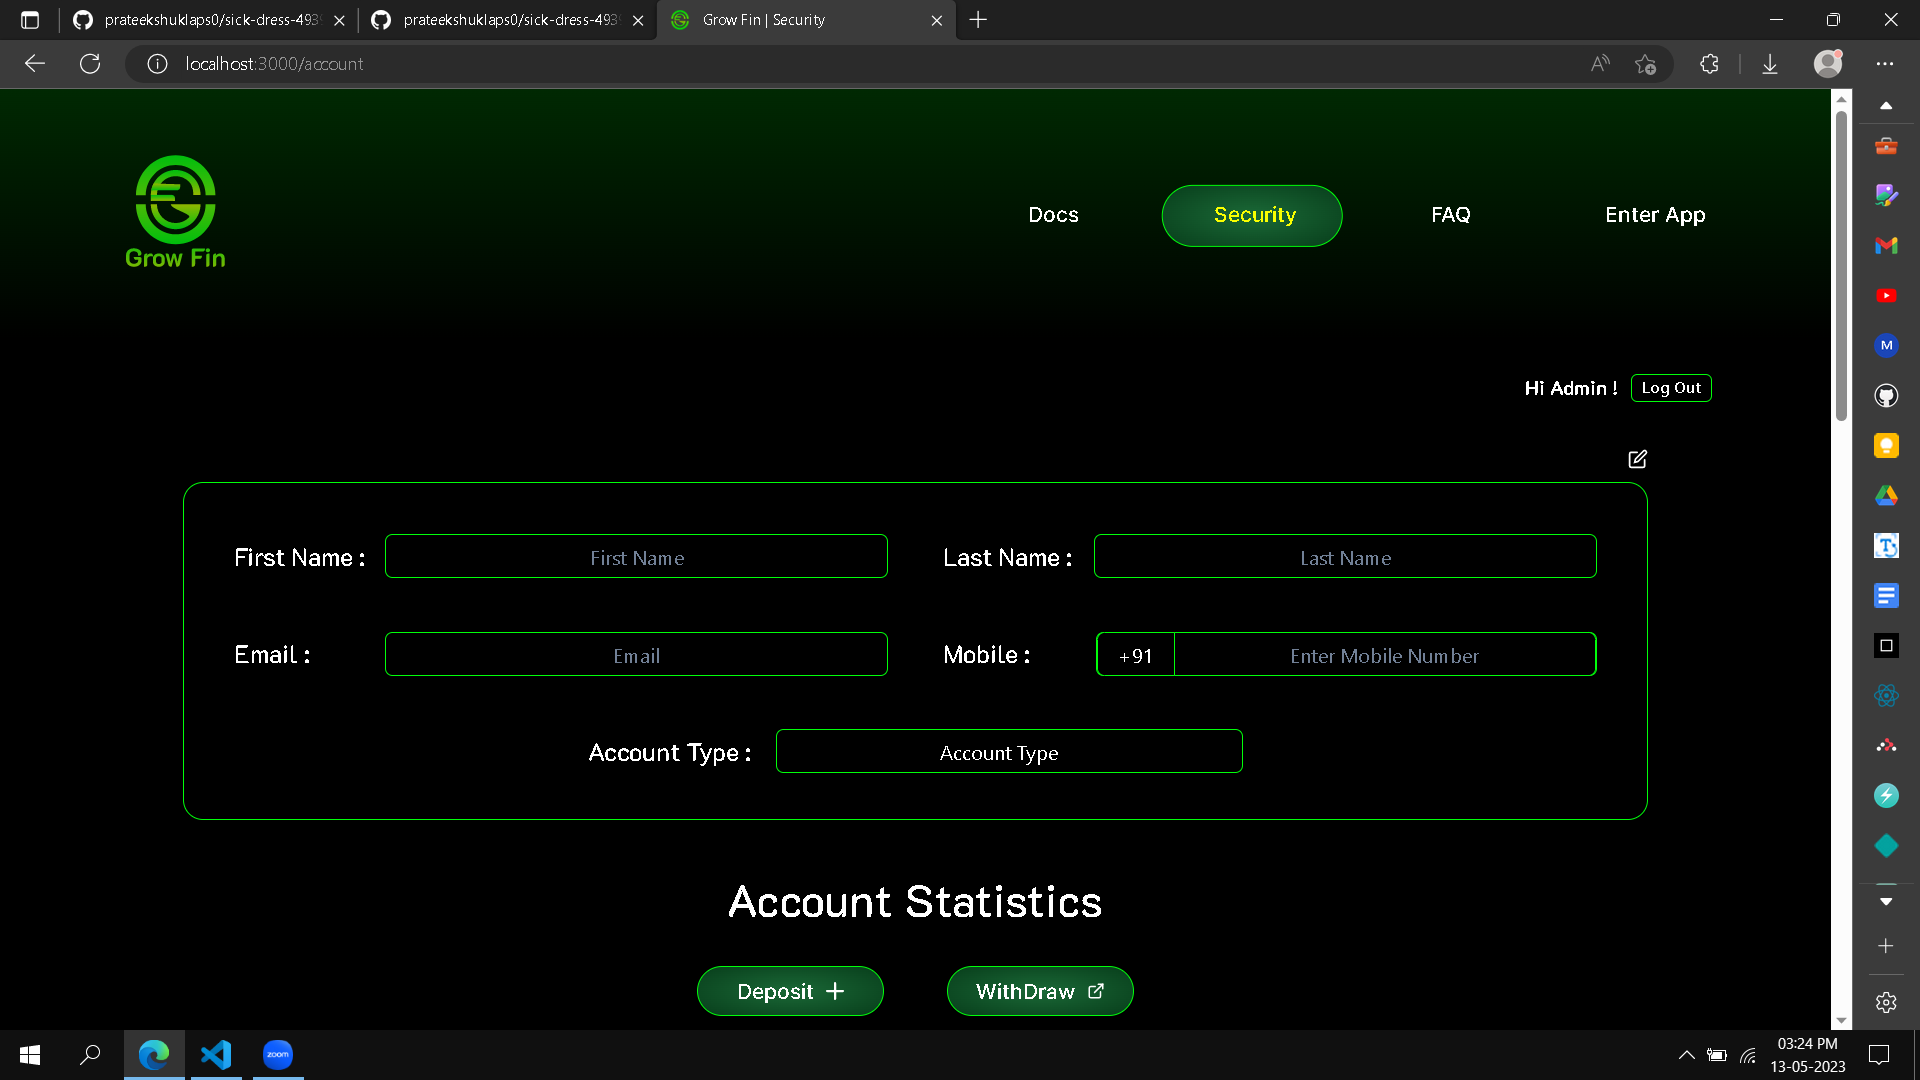 prateekshuklaps0/sick-dress-493
prateekshuklaps0/sick-dress-493
Grow Fin | Security
localhost:3000/account
Grow Fin
Docs
Security
FAQ
Enter App
Hi Admin !
Log Out
First Name :
First Name
Last Name :
Last Name
Email :
Email
Mobile :
+91
Enter Mobile Number
Account Type :
Account Type
Account Statistics
Deposit +
WithDraw
M
zoom
03:24 PM
13-05-2023